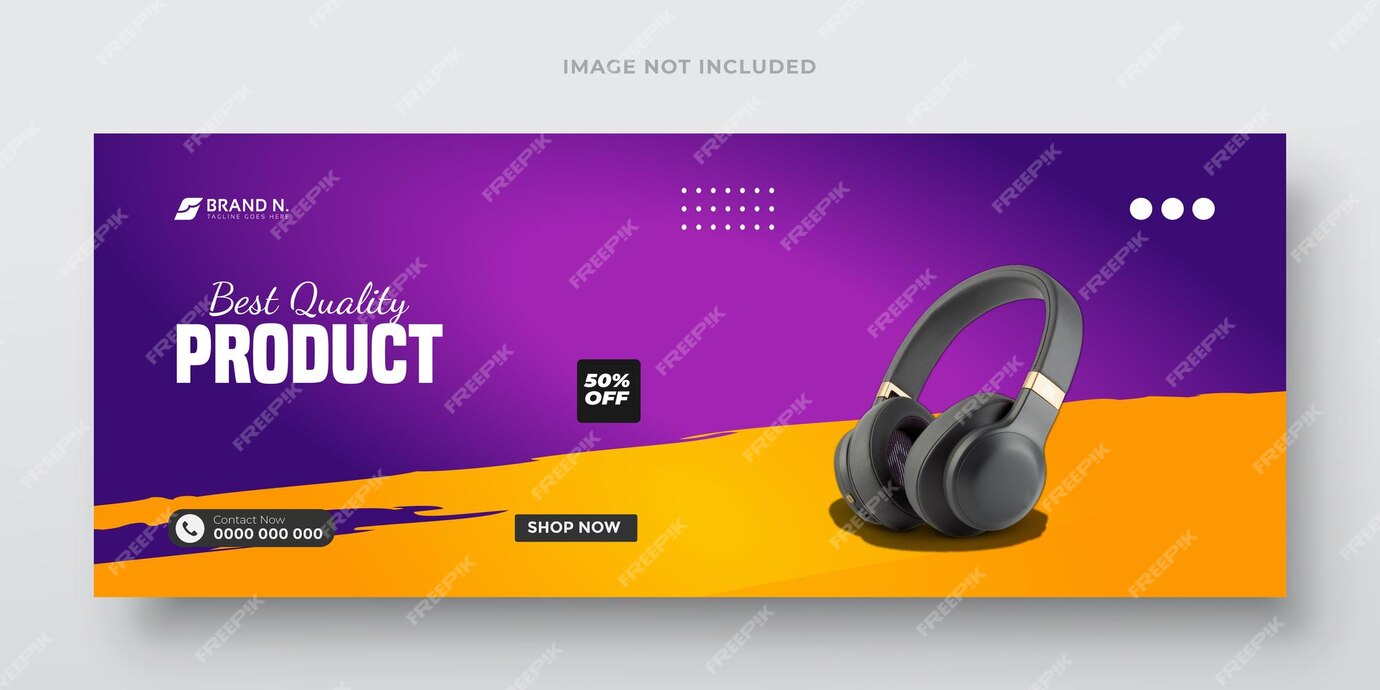 IMAGE NOT INCLUDED
BRAND N.
TAGLINE GOES HERE
Best Quality
PRODUCT
50%
OFF
Contact Now
0000 000 000
SHOP NOW
FREEPIK